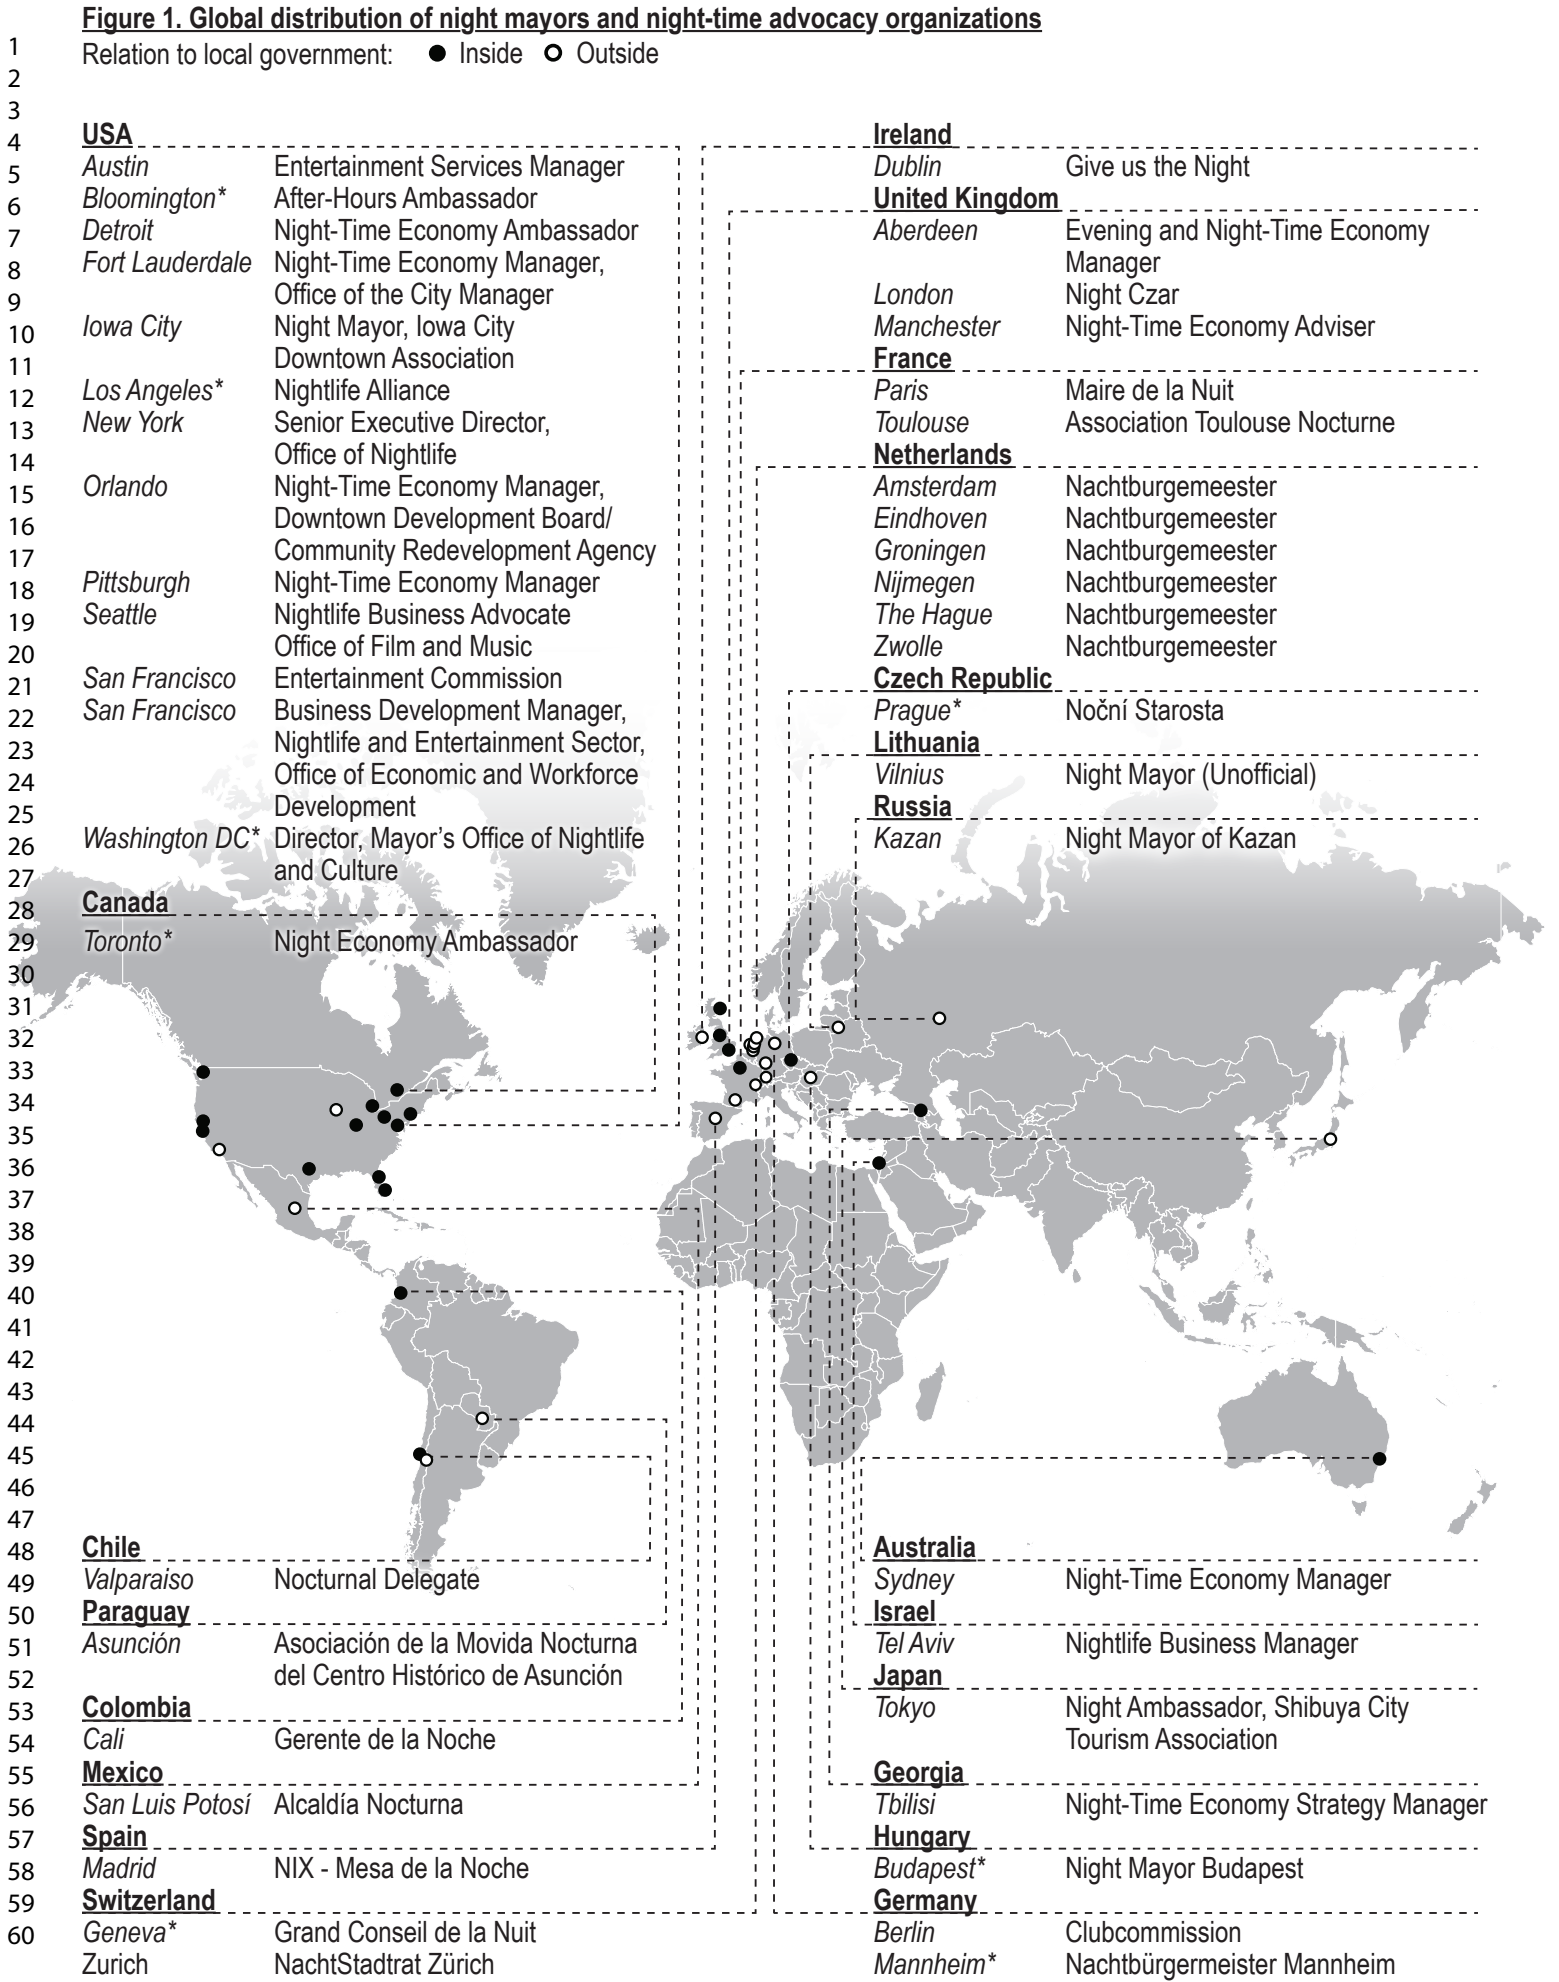 Figure 1. Global distribution of night mayors and night-time advocacy organizations
Relation to local government: Inside Outside
1
2
3
4
5
6
7
8
9
10
11
12
13
14
15
16
17
18
19
20
21
22
23
24
25
26
27
28
29
30
31
32
33
34
35
36
37
38
39
40
41
42
43
44
45
46
47
48
49
50
51
52
53
54
55
56
57
58
59
60
USA
Austin Entertainment Services Manager
Bloomington* After-Hours Ambassador
Detroit Night-Time Economy Ambassador
Fort Lauderdale Night-Time Economy Manager,
Office of the City Manager
Iowa City Night Mayor, Iowa City
Downtown Association
Los Angeles* Nightlife Alliance
New York Senior Executive Director,
Office of Nightlife
Orlando Night-Time Economy Manager,
Downtown Development Board/
Community Redevelopment Agency
Pittsburgh Night-Time Economy Manager
Seattle Nightlife Business Advocate
Office of Film and Music
San Francisco Entertainment Commission
San Francisco Business Development Manager,
Nightlife and Entertainment Sector,
Office of Economic and Workforce
Development
Washington DC* Director, Mayor's Office of Nightlife
and Culture
Canada
Toronto* Night Economy Ambassador
Ireland
Dublin Give us the Night
United Kingdom
Aberdeen Evening and Night-Time Economy
Manager
London Night Czar
Manchester Night-Time Economy Adviser
France
Paris Maire de la Nuit
Toulouse Association Toulouse Nocturne
Netherlands
Amsterdam Nachtburgemeester
Eindhoven Nachtburgemeester
Groningen Nachtburgemeester
Nijmegen Nachtburgemeester
The Hague Nachtburgemeester
Zwolle Nachtburgemeester
Czech Republic
Prague* Noční Starosta
Lithuania
Vilnius Night Mayor (Unofficial)
Russia
Kazan Night Mayor of Kazan
Chile
Valparaiso Nocturnal Delegate
Paraguay
Asunción Asociación de la Movida Nocturna
del Centro Histórico de Asunción
Colombia
Cali Gerente de la Noche
Mexico
San Luis Potosí Alcaldía Nocturna
Spain
Madrid NIX - Mesa de la Noche
Switzerland
Geneva* Grand Conseil de la Nuit
Zurich NachtStadtrat Zürich
Australia
Sydney Night-Time Economy Manager
Israel
Tel Aviv Nightlife Business Manager
Japan
Tokyo Night Ambassador, Shibuya City
Tourism Association
Georgia
Tbilisi Night-Time Economy Strategy Manager
Hungary
Budapest* Night Mayor Budapest
Germany
Berlin Clubcommission
Mannheim* Nachtbürgermeister Mannheim